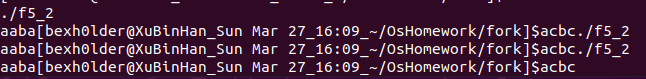 ./f5_2
aaba[bexh0lder@XuBinHan_Sun Mar 27_16:09_~/OsHomework/fork]$acbc./f5_2
aaba[bexh0lder@XuBinHan_Sun Mar 27_16:09_~/OsHomework/fork]$acbc./f5_2
aaba[bexh0lder@XuBinHan_Sun Mar 27_16:09_~/OsHomework/fork]$acbc